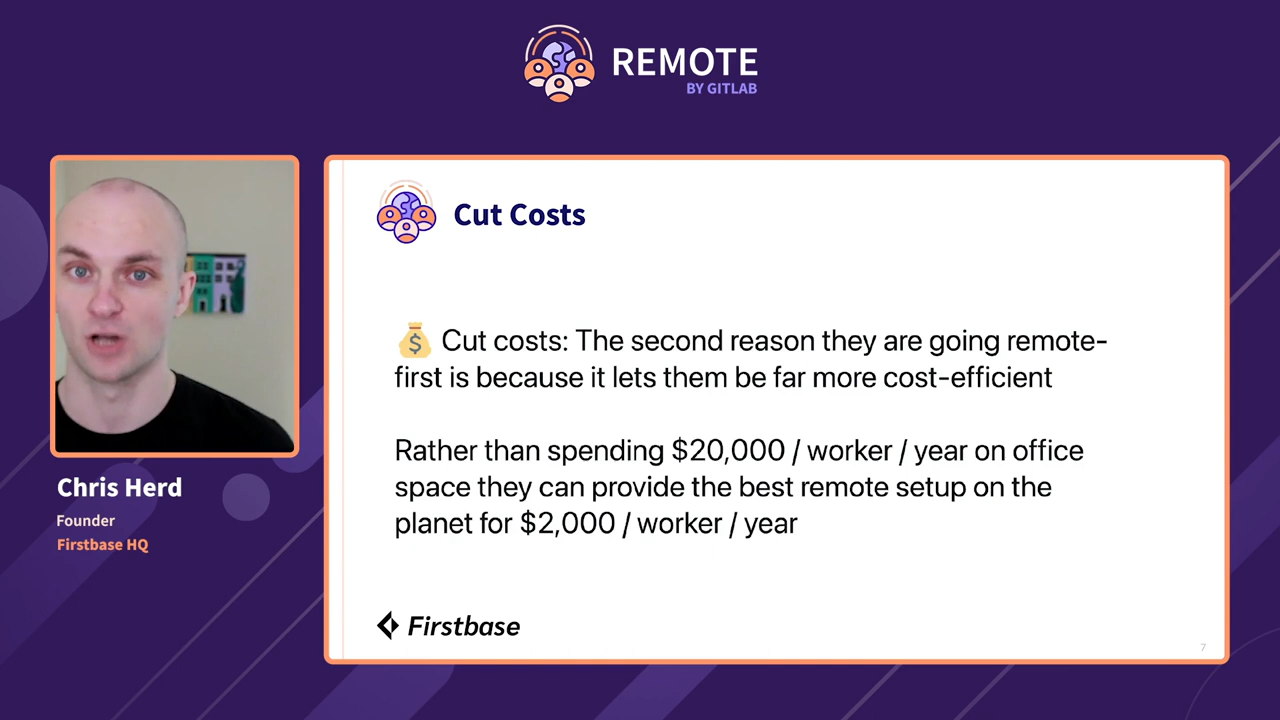 REMOTE
BY GITLAB
Cut Costs
Cut costs: The second reason they are going remote-
first is because it lets them be far more cost-efficient
Rather than spending $20,000 / worker / year on office
space they can provide the best remote setup on the
planet for $2,000 / worker / year
Firstbase
7
Chris Herd
Founder
Firstbase HQ